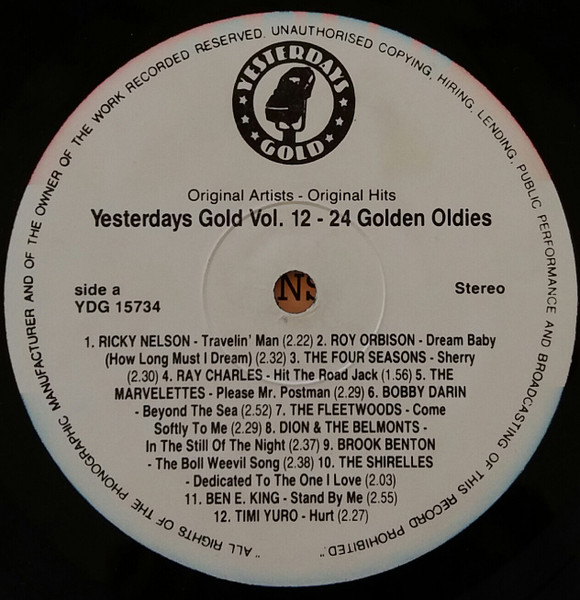 "ALL RIGHTS OF THE PHONOGRAPHIC MANUFACTURER AND OF THE OWNER OF THE WORK RECORDED RESERVED. UNAUTHORISED COPYING, HIRING, LENDING, PUBLIC PERFORMANCE AND BROADCASTING OF THIS RECORD PROHIBITED."
YESTERDAYS
GOLD
Original Artists - Original Hits
Yesterdays Gold Vol. 12 - 24 Golden Oldies
side a
YDG 15734
Stereo
NS
1. RICKY NELSON - Travelin' Man (2.22) 2. ROY ORBISON - Dream Baby
(How Long Must I Dream) (2.32) 3. THE FOUR SEASONS - Sherry
(2.30) 4. RAY CHARLES - Hit The Road Jack (1.56) 5. THE
MARVELETTES - Please Mr. Postman (2.29) 6. BOBBY DARIN
- Beyond The Sea (2.52) 7. THE FLEETWOODS - Come
Softly To Me (2.29) 8. DION & THE BELMONTS -
In The Still Of The Night (2.37) 9. BROOK BENTON
- The Boll Weevil Song (2.38) 10. THE SHIRELLES
- Dedicated To The One I Love (2.03)
11. BEN E. KING - Stand By Me (2.55)
12. TIMI YURO - Hurt (2.27)